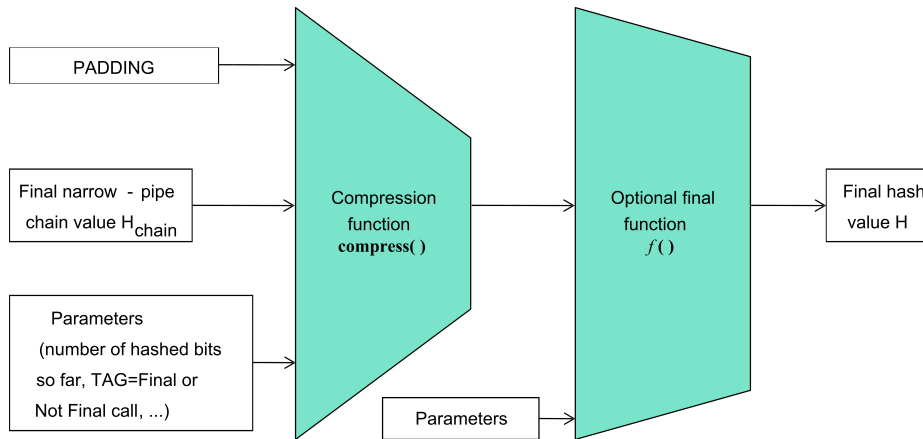 PADDING
Final narrow - pipe
chain value H_chain
Parameters
(number of hashed bits
so far, TAG=Final or
Not Final call, ...)
Compression
function
compress( )
Optional final
function
f ( )
Parameters
Final hash
value H